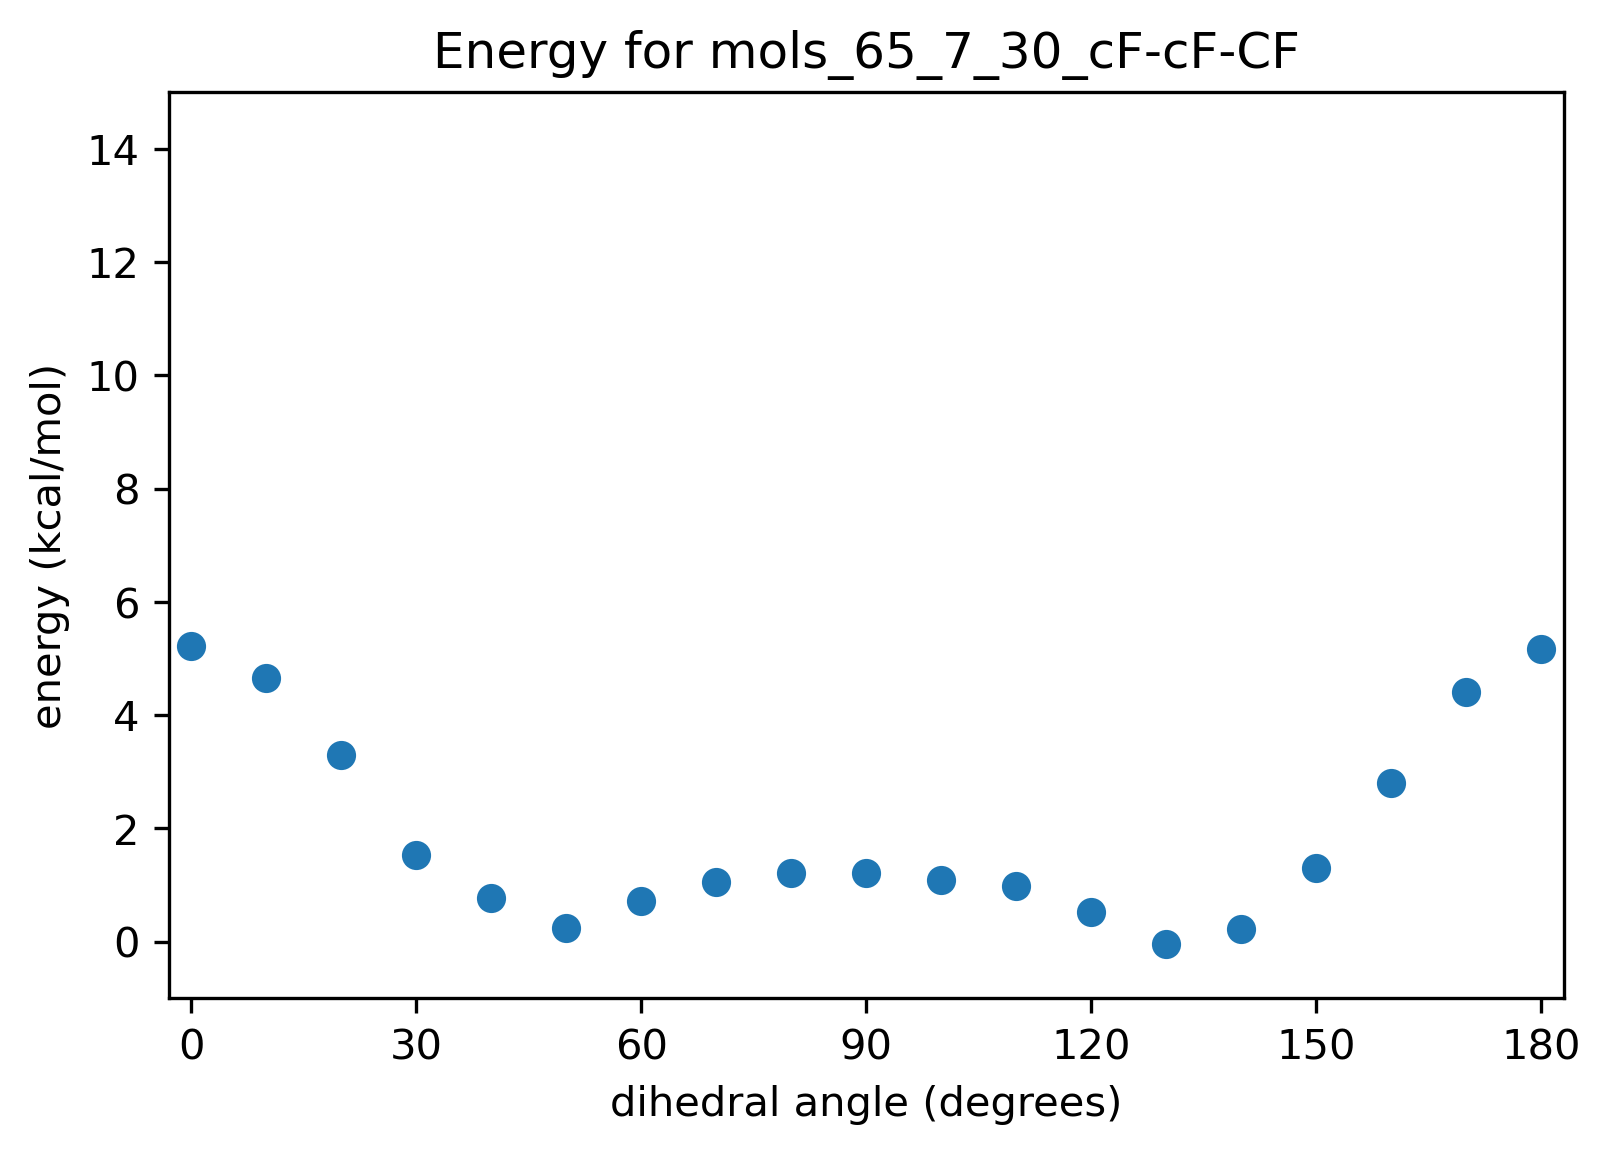 Energy for mols_65_7_30_cF-cF-CF
14
12
10
8
6
4
2
0
energy (kcal/mol)
0 30 60 90 120 150 180
dihedral angle (degrees)